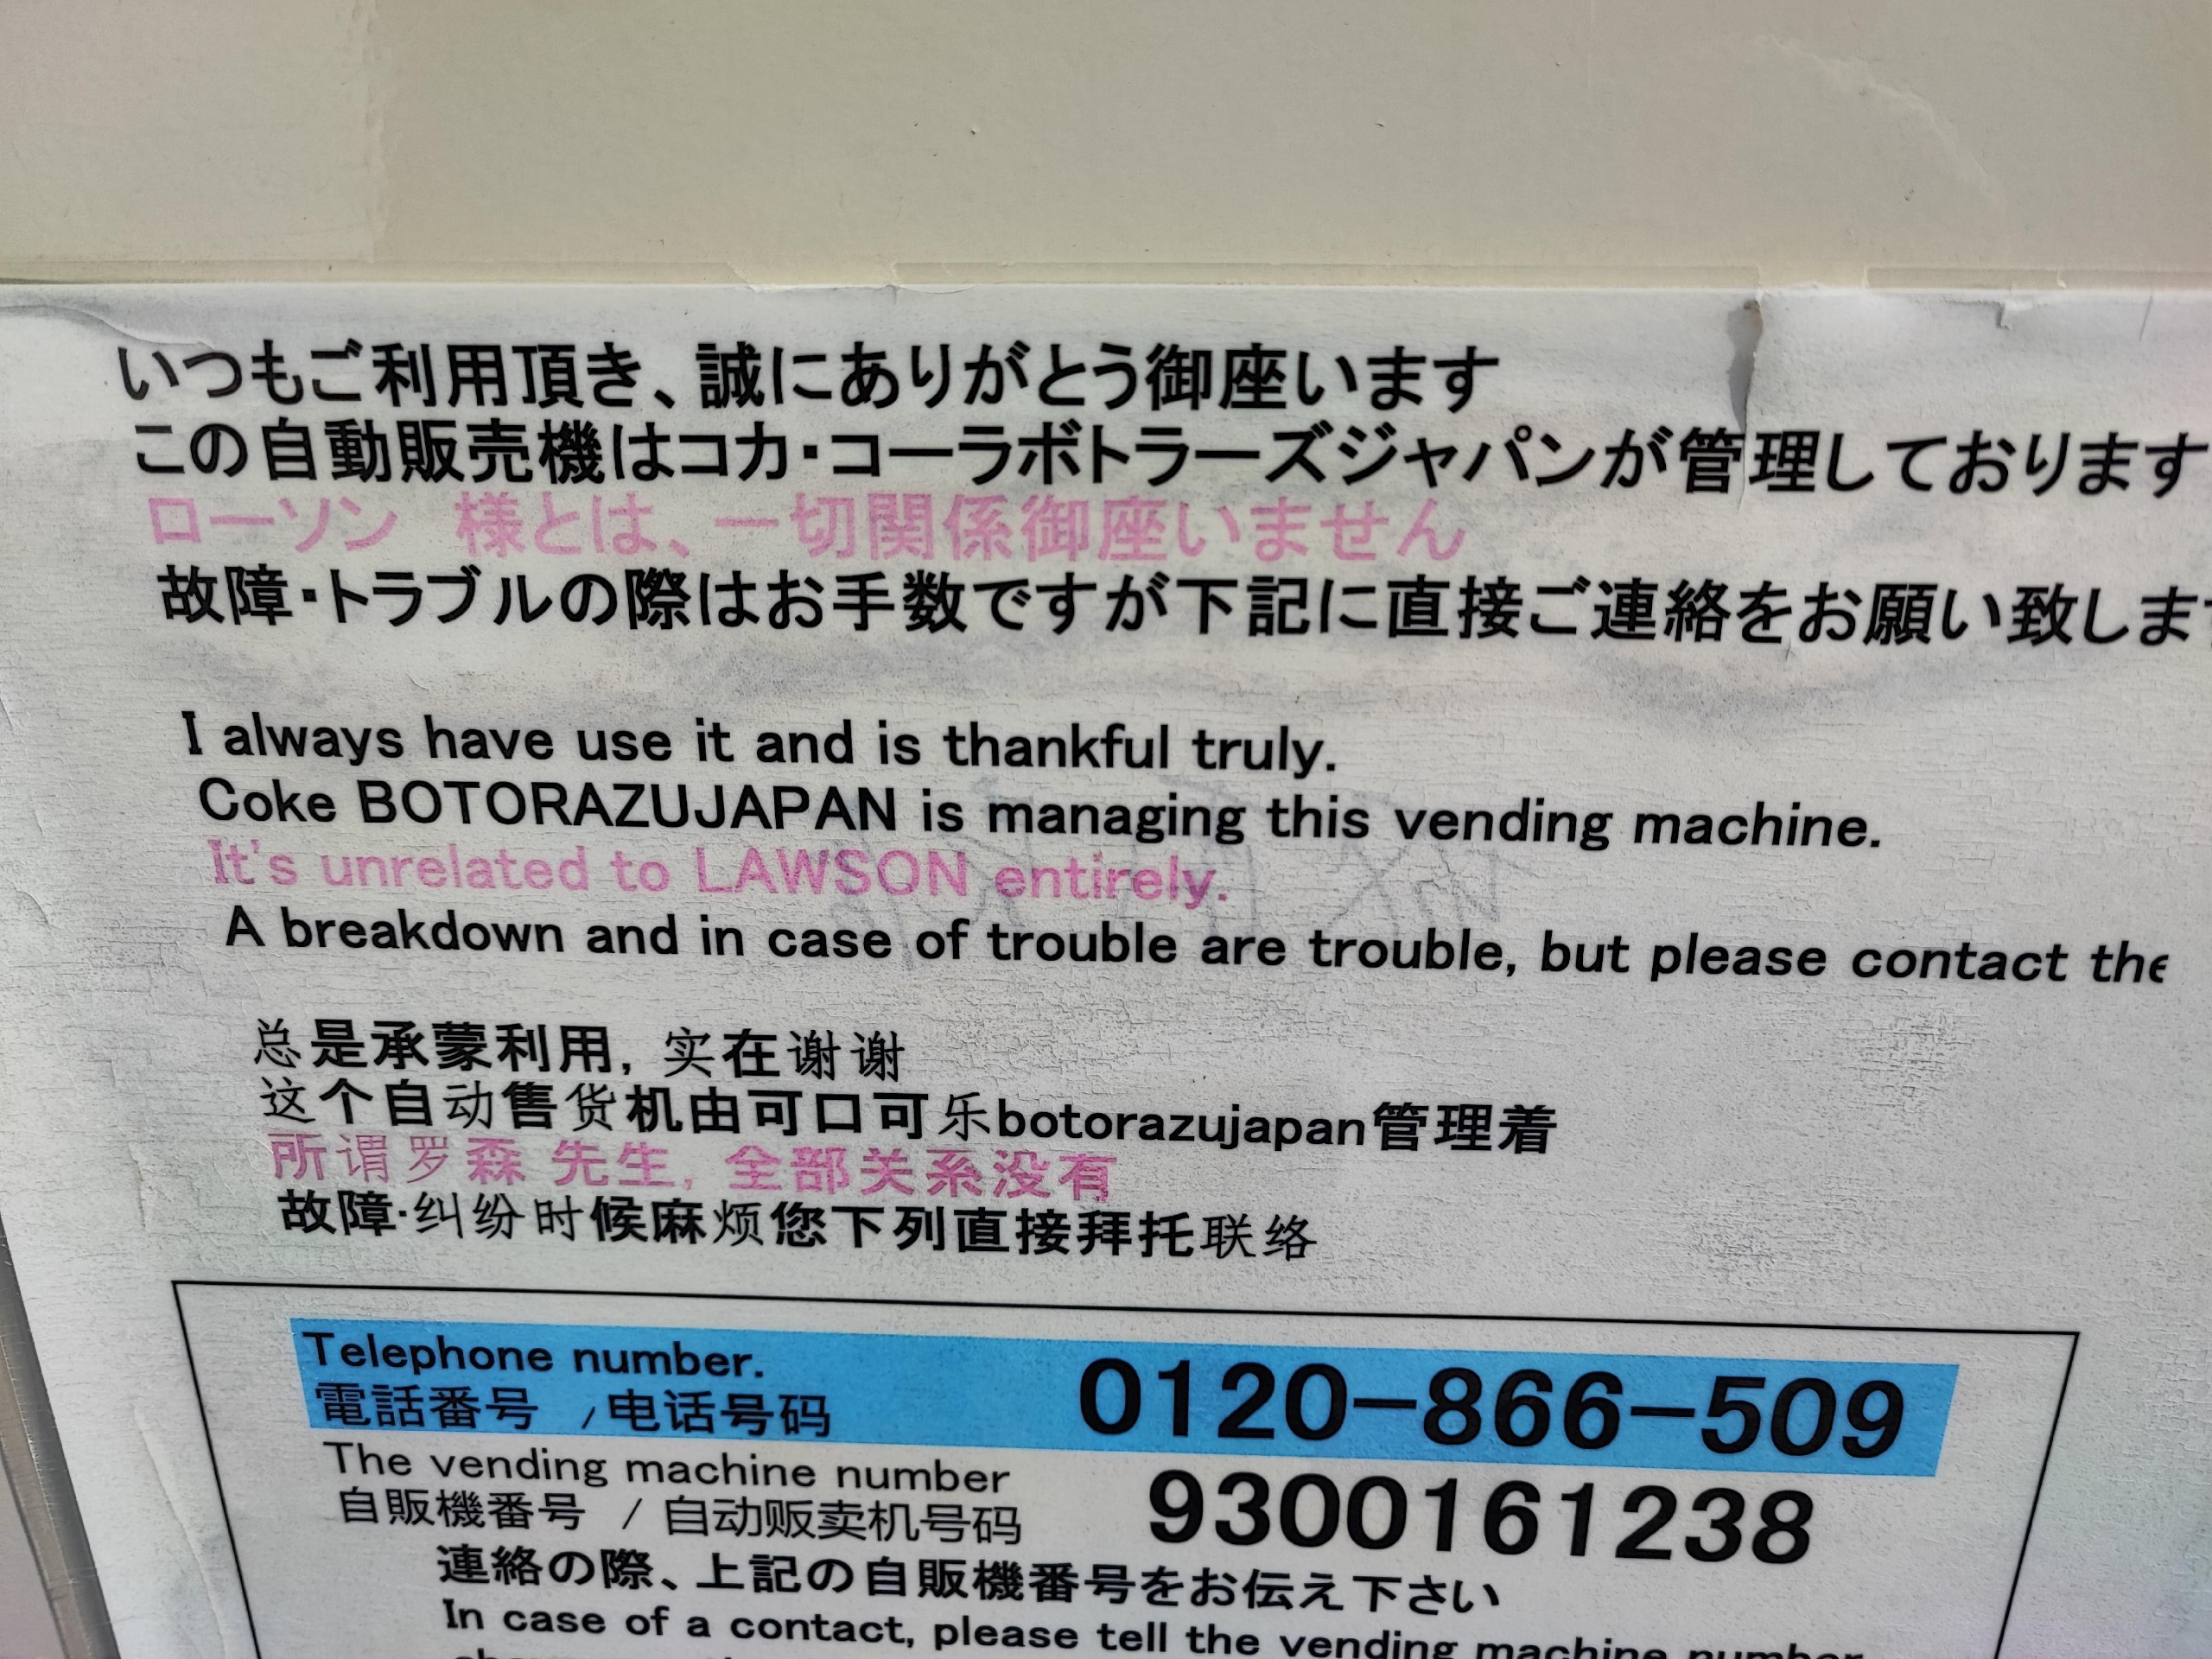 いつもご利用頂き、誠にありがとう御座います
この自動販売機はコカ・コーラボトラーズジャパンが管理しております
ローソン 様とは、一切関係御座いません
故障・トラブルの際はお手数ですが下記に直接ご連絡をお願い致しま
I always have use it and is thankful truly.
Coke BOTORAZUJAPAN is managing this vending machine.
It's unrelated to LAWSON entirely.
A breakdown and in case of trouble are trouble, but please contact the
总是承蒙利用, 实在谢谢
这个自动售货机由可口可乐botorazujapan管理着
所谓罗森 先生, 全部关系没有
故障·纠纷时候麻烦您下列直接拜托联络
Telephone number.
電話番号 /电话号码 0120-866-509
The vending machine number
自販機番号 / 自动贩卖机号码 9300161238
連絡の際、上記の自販機番号をお伝え下さい
In case of a contact, please tell the vending machine number